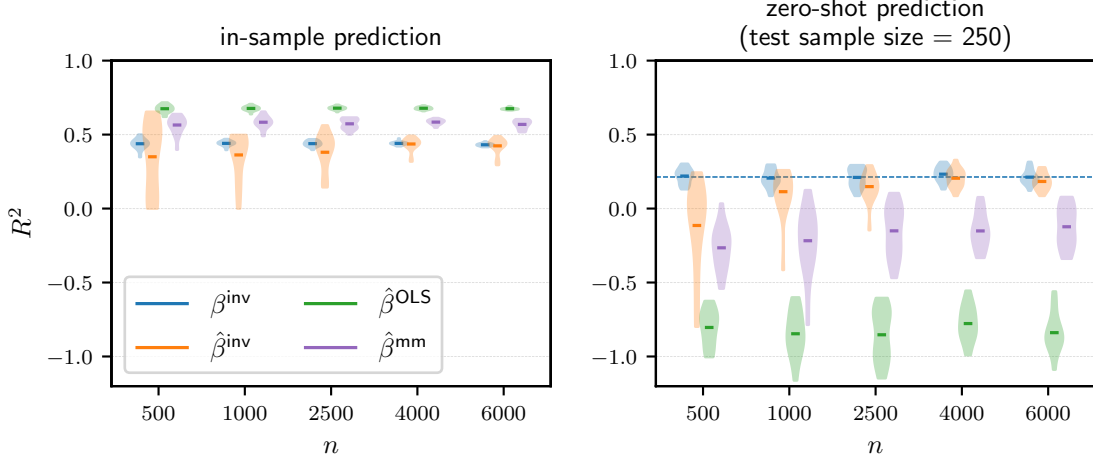 in-sample prediction
1.0
0.5
0.0
−0.5
−1.0
R²
500 1000 2500 4000 6000
n
β^inv β̂^OLS
β̂^inv β̂^mm
zero-shot prediction
(test sample size = 250)
1.0
0.5
0.0
−0.5
−1.0
500 1000 2500 4000 6000
n